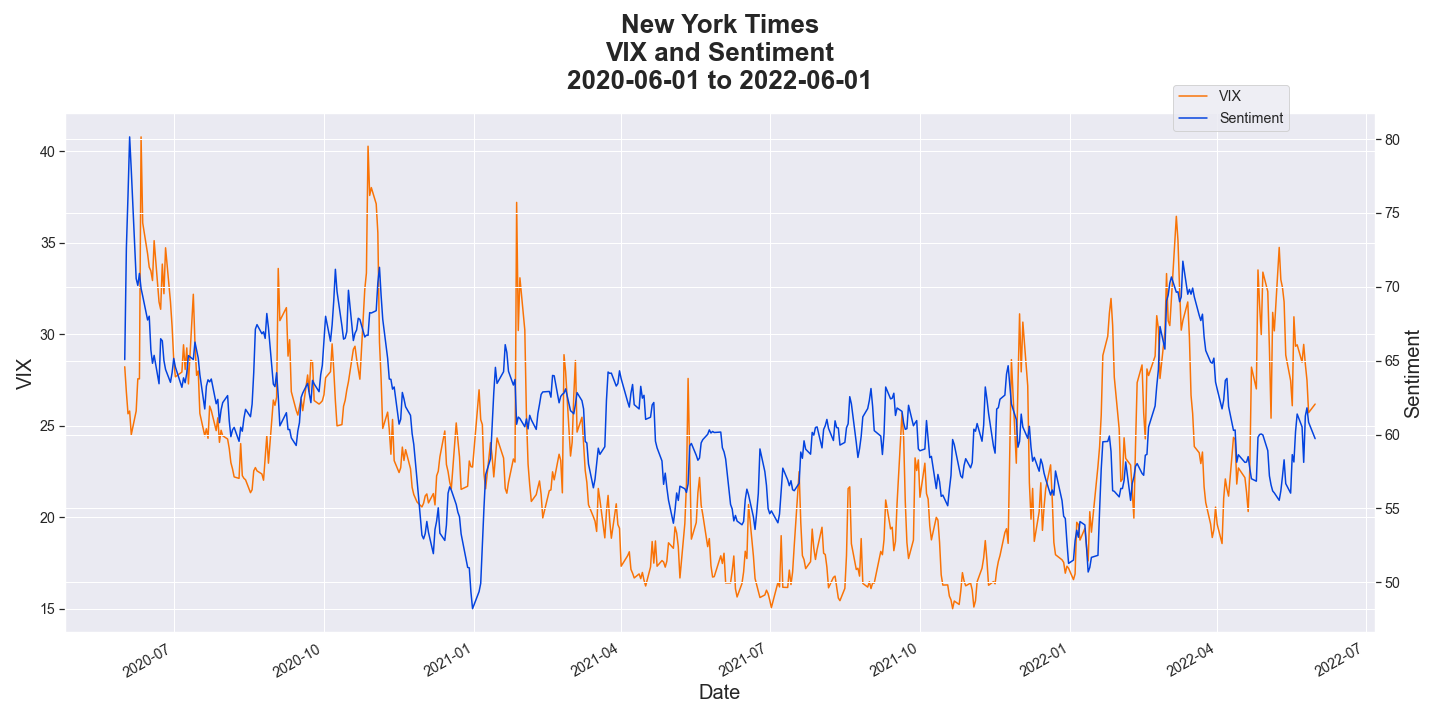 New York Times
VIX and Sentiment
2020-06-01 to 2022-06-01
VIX
Sentiment
40
35
30
25
20
15
VIX
80
75
70
65
60
55
50
Sentiment
2020-07
2020-10
2021-01
2021-04
2021-07
2021-10
2022-01
2022-04
2022-07
Date